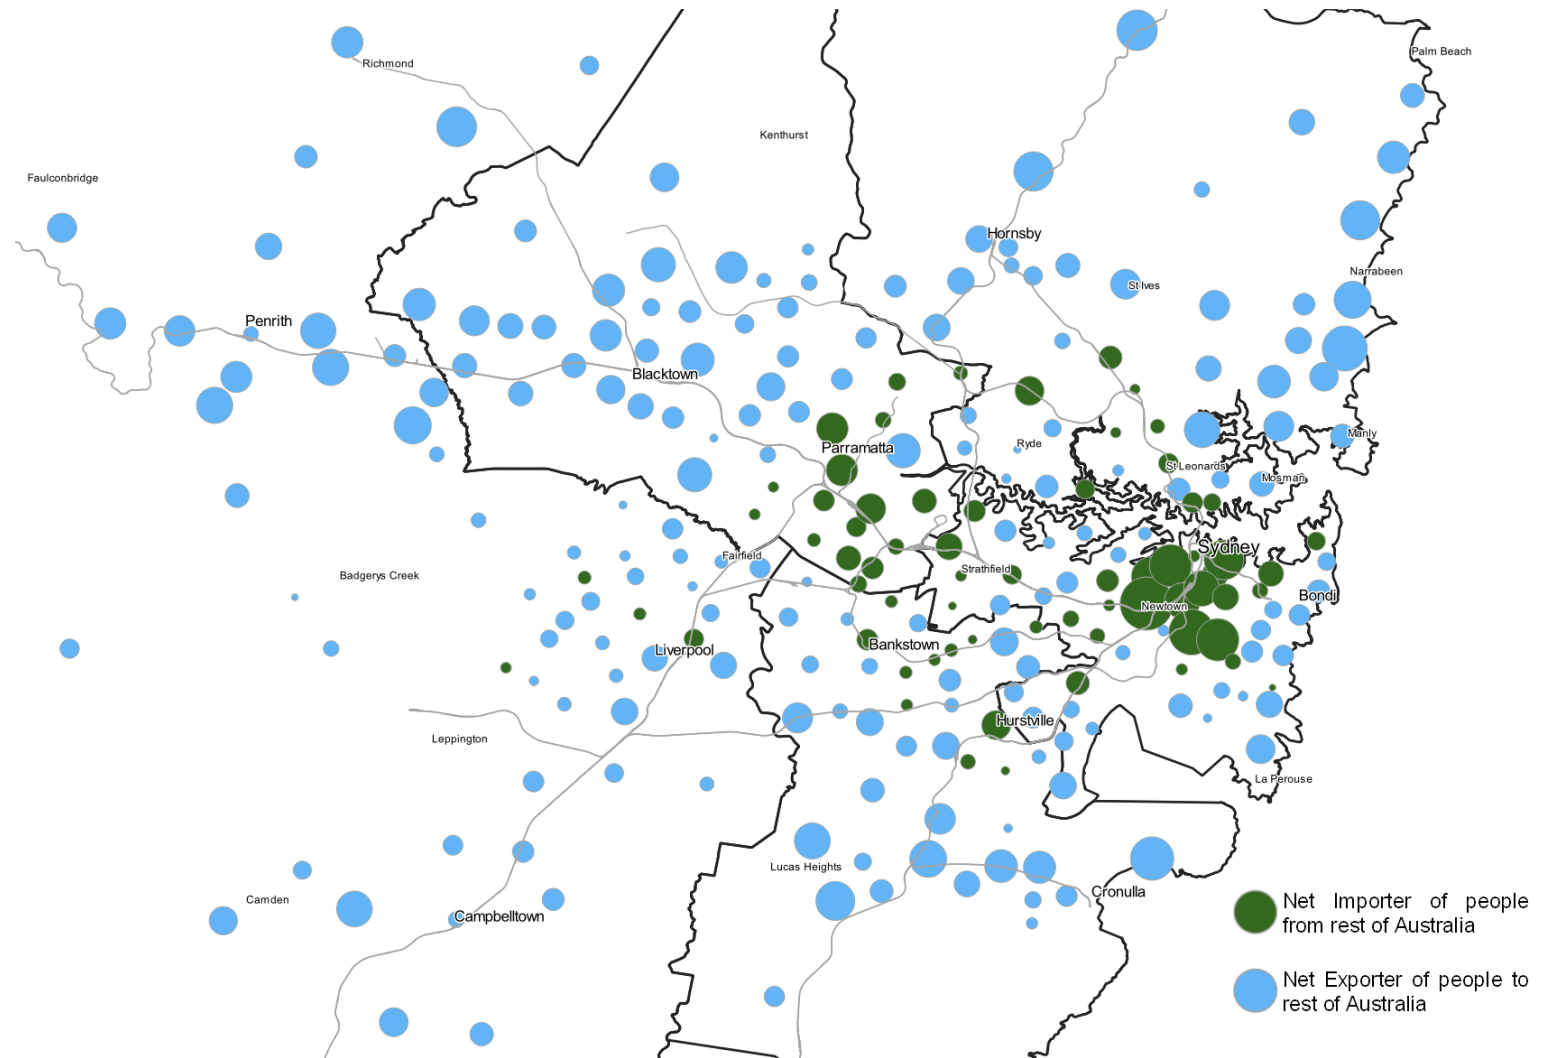 Palm Beach
Richmond
Kenthurst
Faulconbridge
Hornsby
Narrabeen
St Ives
Penrith
Blacktown
Manly
Ryde
Parramatta
St Leonards
Mosman
Sydney
Fairfield
Strathfield
Badgerys Creek
Bondi
Newtown
Bankstown
Liverpool
Hurstville
Leppington
La Perouse
Lucas Heights
Cronulla
Camden
Campbelltown
Net Importer of people
from rest of Australia
Net Exporter of people to
rest of Australia